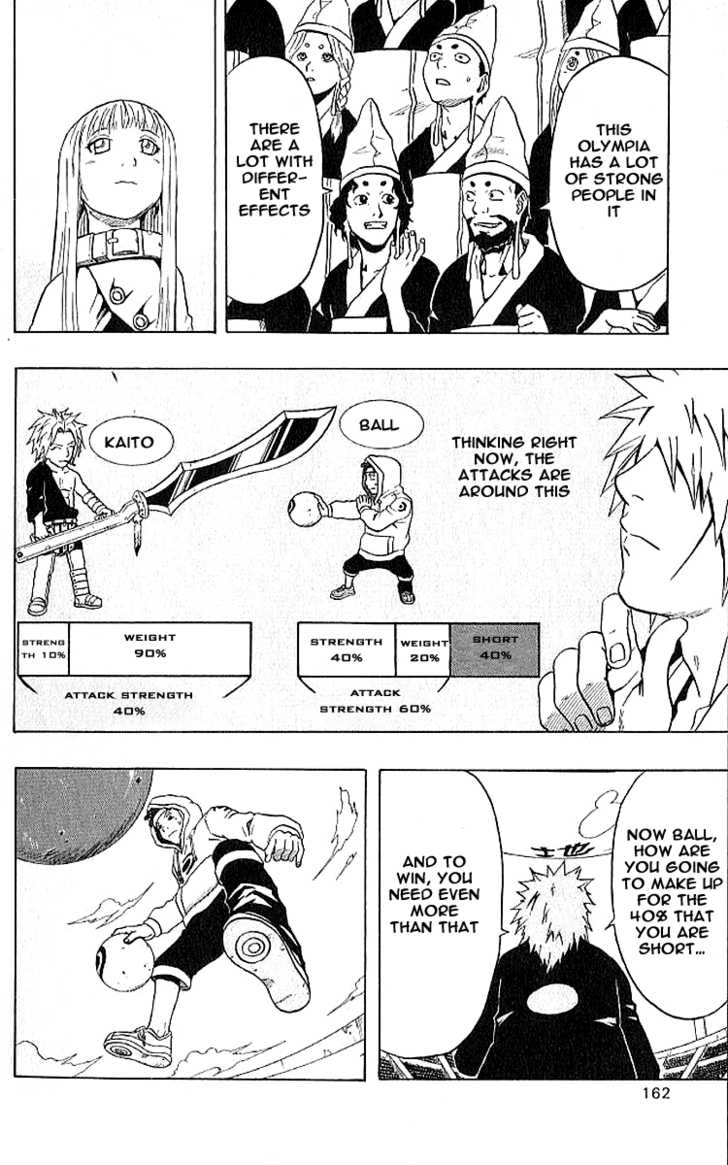 THIS
OLYMPIA
HAS A LOT
OF STRONG
PEOPLE IN
IT
THERE
ARE A
LOT WITH
DIFFER-
ENT
EFFECTS
THINKING RIGHT
NOW, THE
ATTACKS ARE
AROUND THIS
BALL
KAITO
SHORT
40%
WEIGHT
20%
STRENGTH
40%
ATTACK
STRENGTH 60%
WEIGHT
90%
STRENG
TH 10%
ATTACK STRENGTH
40%
NOW BALL,
HOW ARE
YOU GOING
TO MAKE UP
FOR THE
40% THAT
YOU ARE
SHORT...
AND TO
WIN, YOU
NEED EVEN
MORE
THAN THAT
162